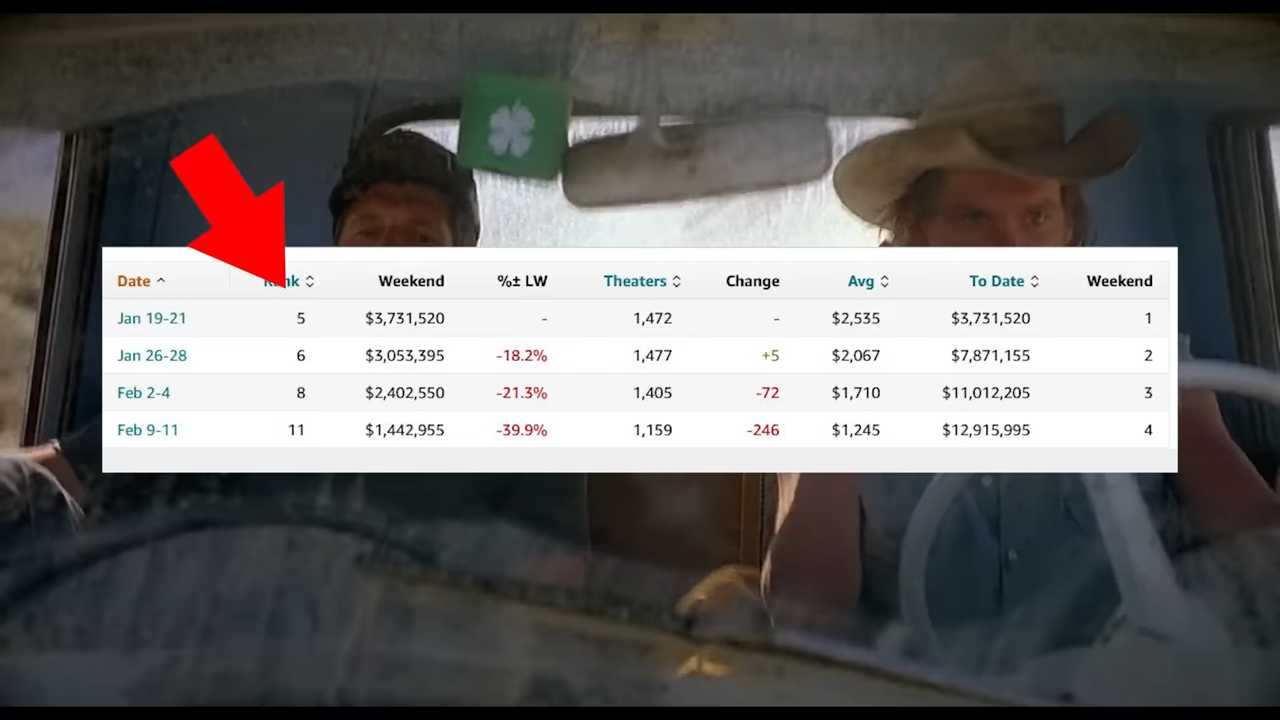 Date Rank Weekend %± LW Theaters Change Avg To Date Weekend
Jan 19-21 5 $3,731,520 - 1,472 - $2,535 $3,731,520 1
Jan 26-28 6 $3,053,395 -18.2% 1,477 +5 $2,067 $7,871,155 2
Feb 2-4 8 $2,402,550 -21.3% 1,405 -72 $1,710 $11,012,205 3
Feb 9-11 11 $1,442,955 -39.9% 1,159 -246 $1,245 $12,915,995 4